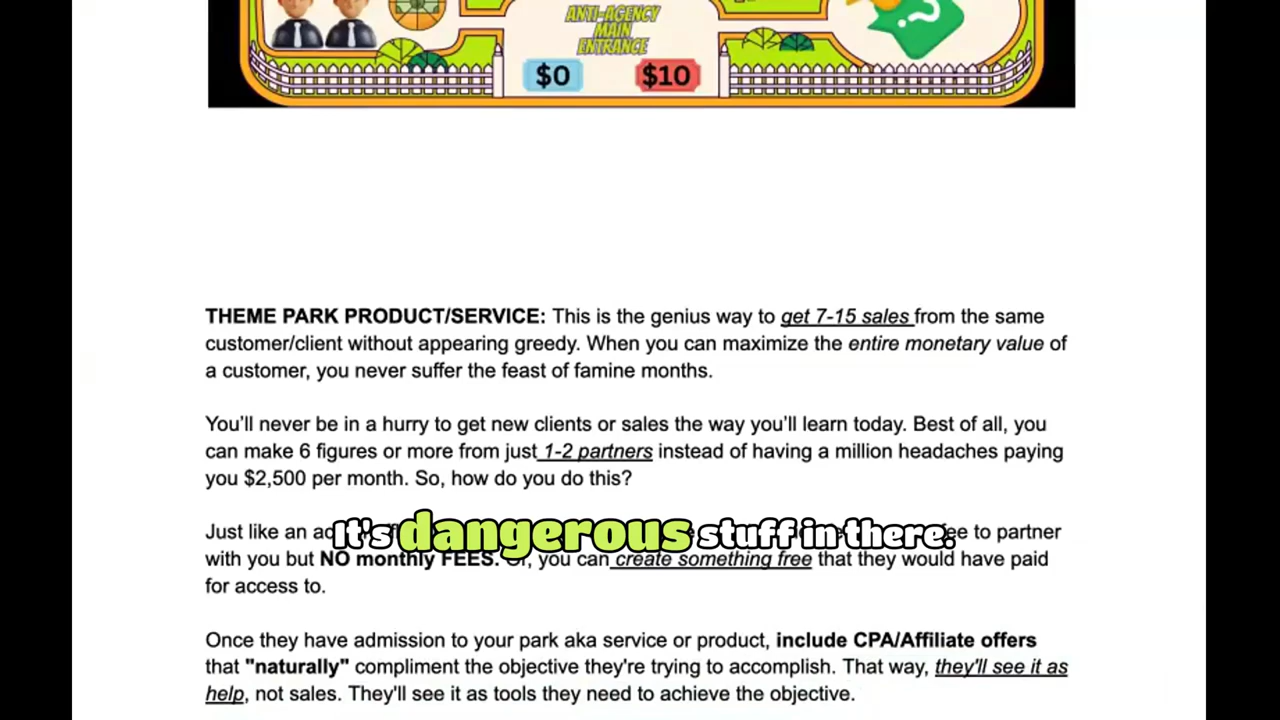 ANTI-AGENCY
MAIN
ENTRANCE
$0 $10
THEME PARK PRODUCT/SERVICE: This is the genius way to get 7-15 sales from the same
customer/client without appearing greedy. When you can maximize the entire monetary value of
a customer, you never suffer the feast of famine months.
You'll never be in a hurry to get new clients or sales the way you'll learn today. Best of all, you
can make 6 figures or more from just 1-2 partners instead of having a million headaches paying
you $2,500 per month. So, how do you do this?
Just like an to partner
It's dangerous stuff in there.
with you but NO monthly FEES. Or, you can create something free that they would have paid
for access to.
Once they have admission to your park aka service or product, include CPA/Affiliate offers
that "naturally" compliment the objective they're trying to accomplish. That way, they'll see it as
help, not sales. They'll see it as tools they need to achieve the objective.